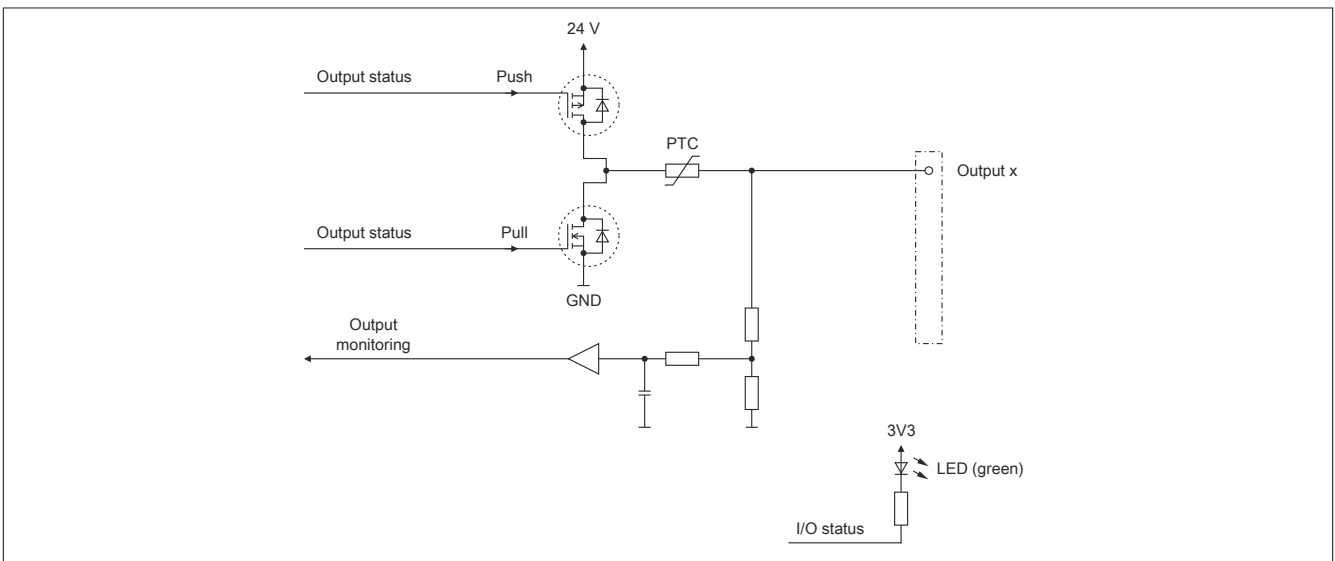 24 V
Output status
Push
PTC
Output x
Output status
Pull
GND
Output
monitoring
3V3
LED (green)
I/O status